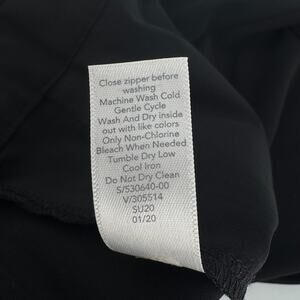 Close zipper before
washing
Machine Wash Cold
Gentle Cycle
Wash And Dry inside
out with like colors
Only Non-Chlorine
Bleach When Needed
Tumble Dry Low
Cool Iron
Do Not Dry Clean
S/530640-00
V/305514
SU20
01/20